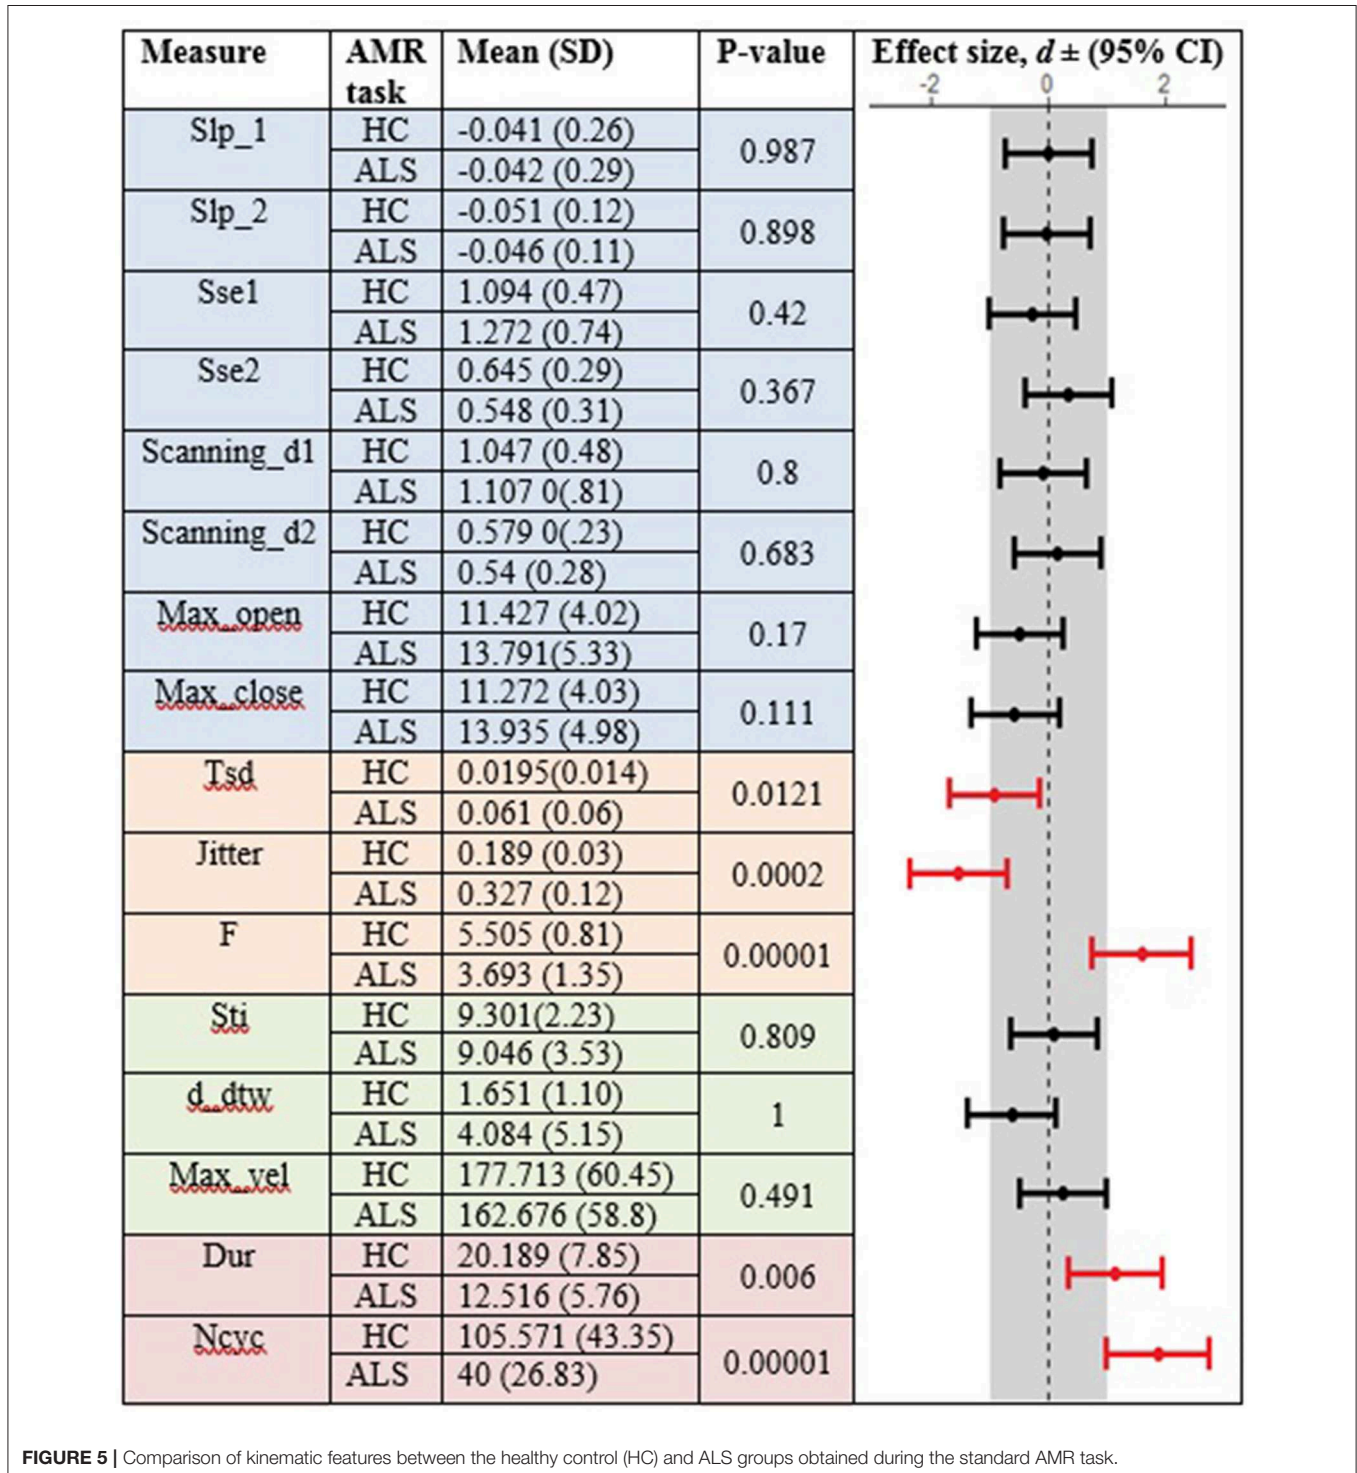 Measure AMR task Mean (SD) P-value Effect size, d ± (95% CI)
-2 0 2
Slp_1 HC -0.041 (0.26) 0.987
ALS -0.042 (0.29)
Slp_2 HC -0.051 (0.12) 0.898
ALS -0.046 (0.11)
Sse1 HC 1.094 (0.47) 0.42
ALS 1.272 (0.74)
Sse2 HC 0.645 (0.29) 0.367
ALS 0.548 (0.31)
Scanning_d1 HC 1.047 (0.48) 0.8
ALS 1.107 0(.81)
Scanning_d2 HC 0.579 0(.23) 0.683
ALS 0.54 (0.28)
Max_open HC 11.427 (4.02) 0.17
ALS 13.791(5.33)
Max_close HC 11.272 (4.03) 0.111
ALS 13.935 (4.98)
Tsd HC 0.0195(0.014) 0.0121
ALS 0.061 (0.06)
Jitter HC 0.189 (0.03) 0.0002
ALS 0.327 (0.12)
F HC 5.505 (0.81) 0.00001
ALS 3.693 (1.35)
Sti HC 9.301(2.23) 0.809
ALS 9.046 (3.53)
d_dtw HC 1.651 (1.10) 1
ALS 4.084 (5.15)
Max_vel HC 177.713 (60.45) 0.491
ALS 162.676 (58.8)
Dur HC 20.189 (7.85) 0.006
ALS 12.516 (5.76)
Ncyc HC 105.571 (43.35) 0.00001
ALS 40 (26.83)
FIGURE 5 | Comparison of kinematic features between the healthy control (HC) and ALS groups obtained during the standard AMR task.